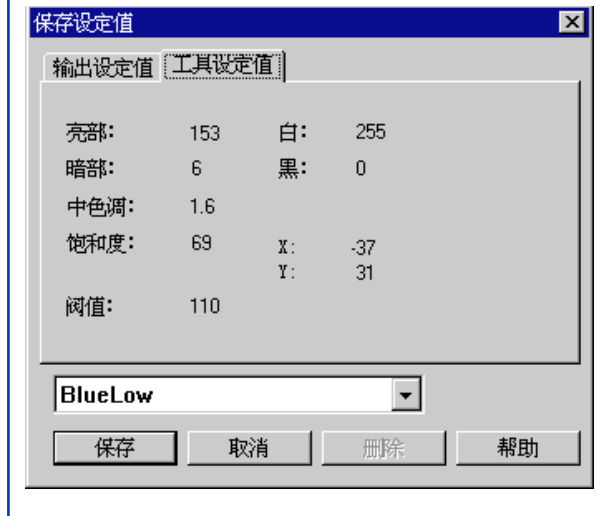 保存设定值
输出设定值 工具设定值
亮部： 153 白： 255
暗部： 6 黑： 0
中色调： 1.6
饱和度： 69 X： -37
Y： 31
阀值： 110
BlueLow
保存 取消 删除 帮助